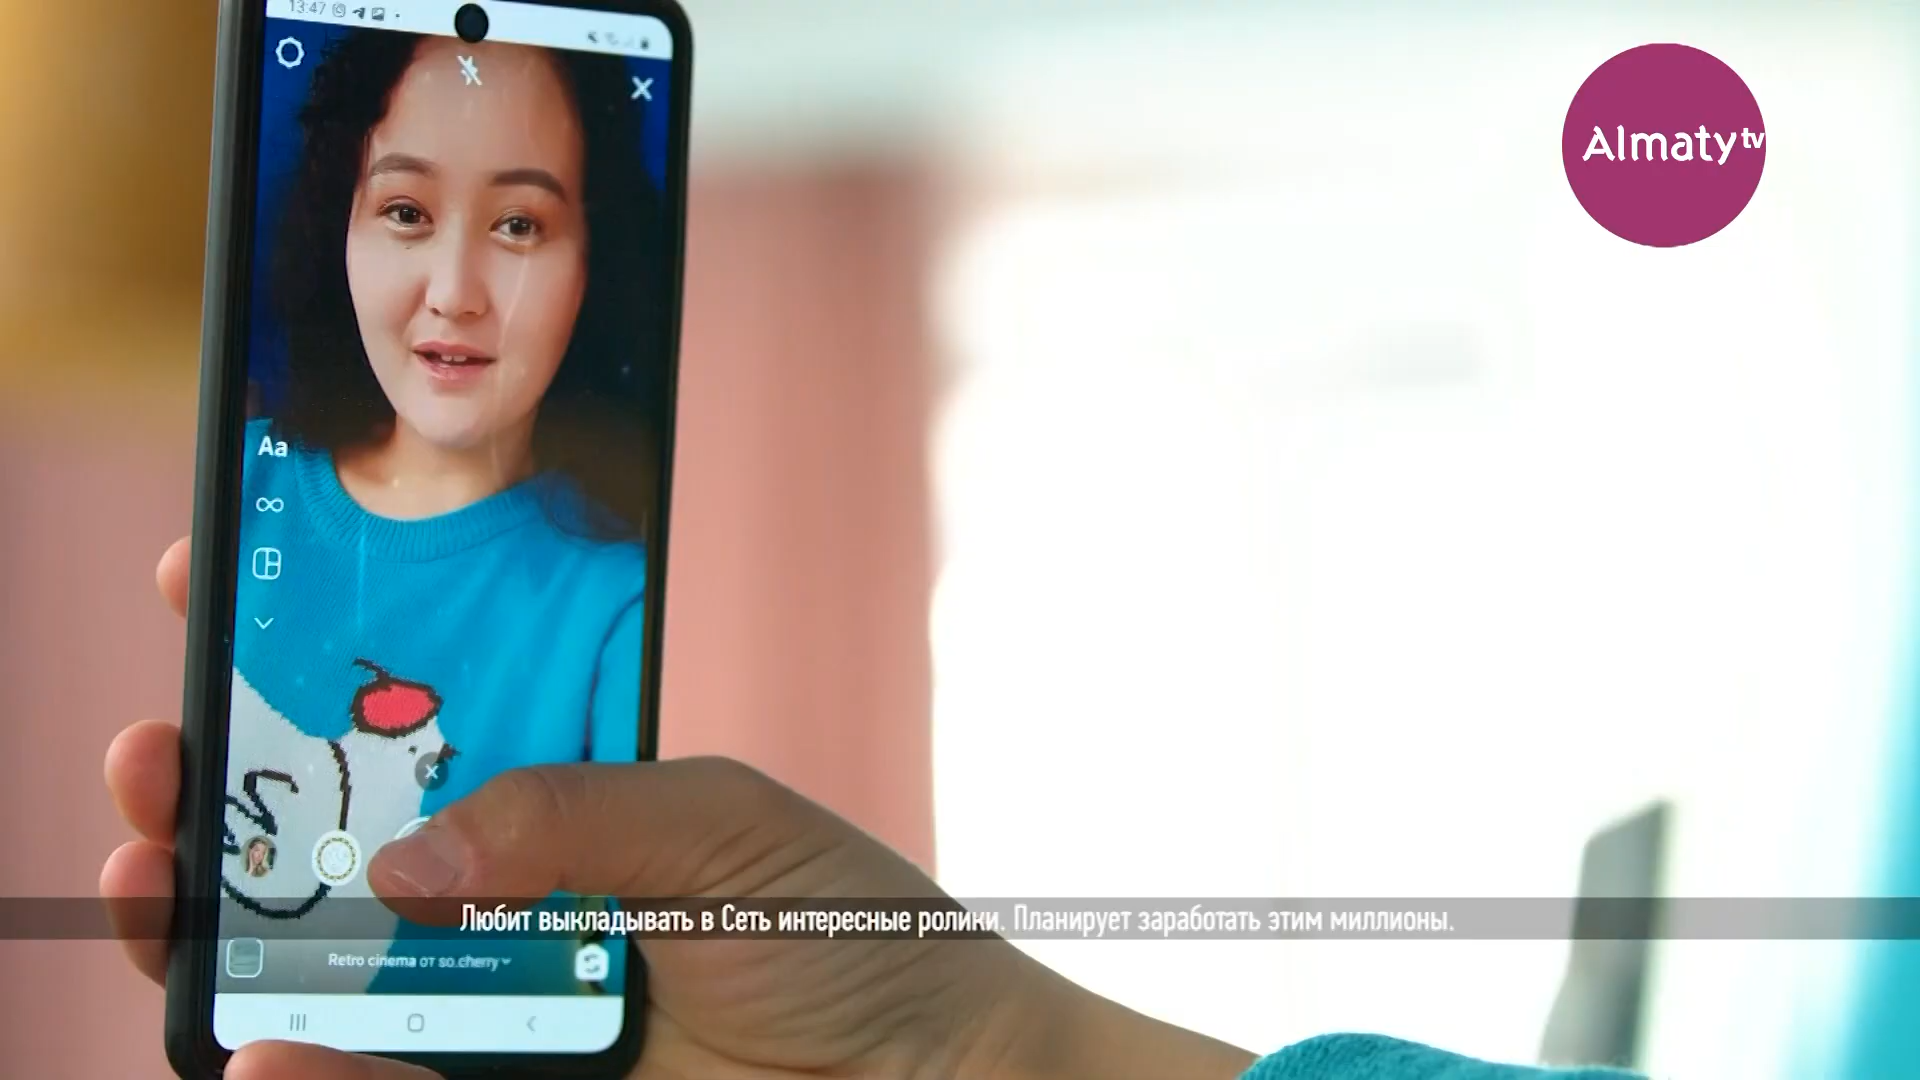 13:47
Almaty tv
Aa
Любит выкладывать в Сеть интересные ролики. Планирует заработать этим миллионы.
Retro cinema от so.cherry